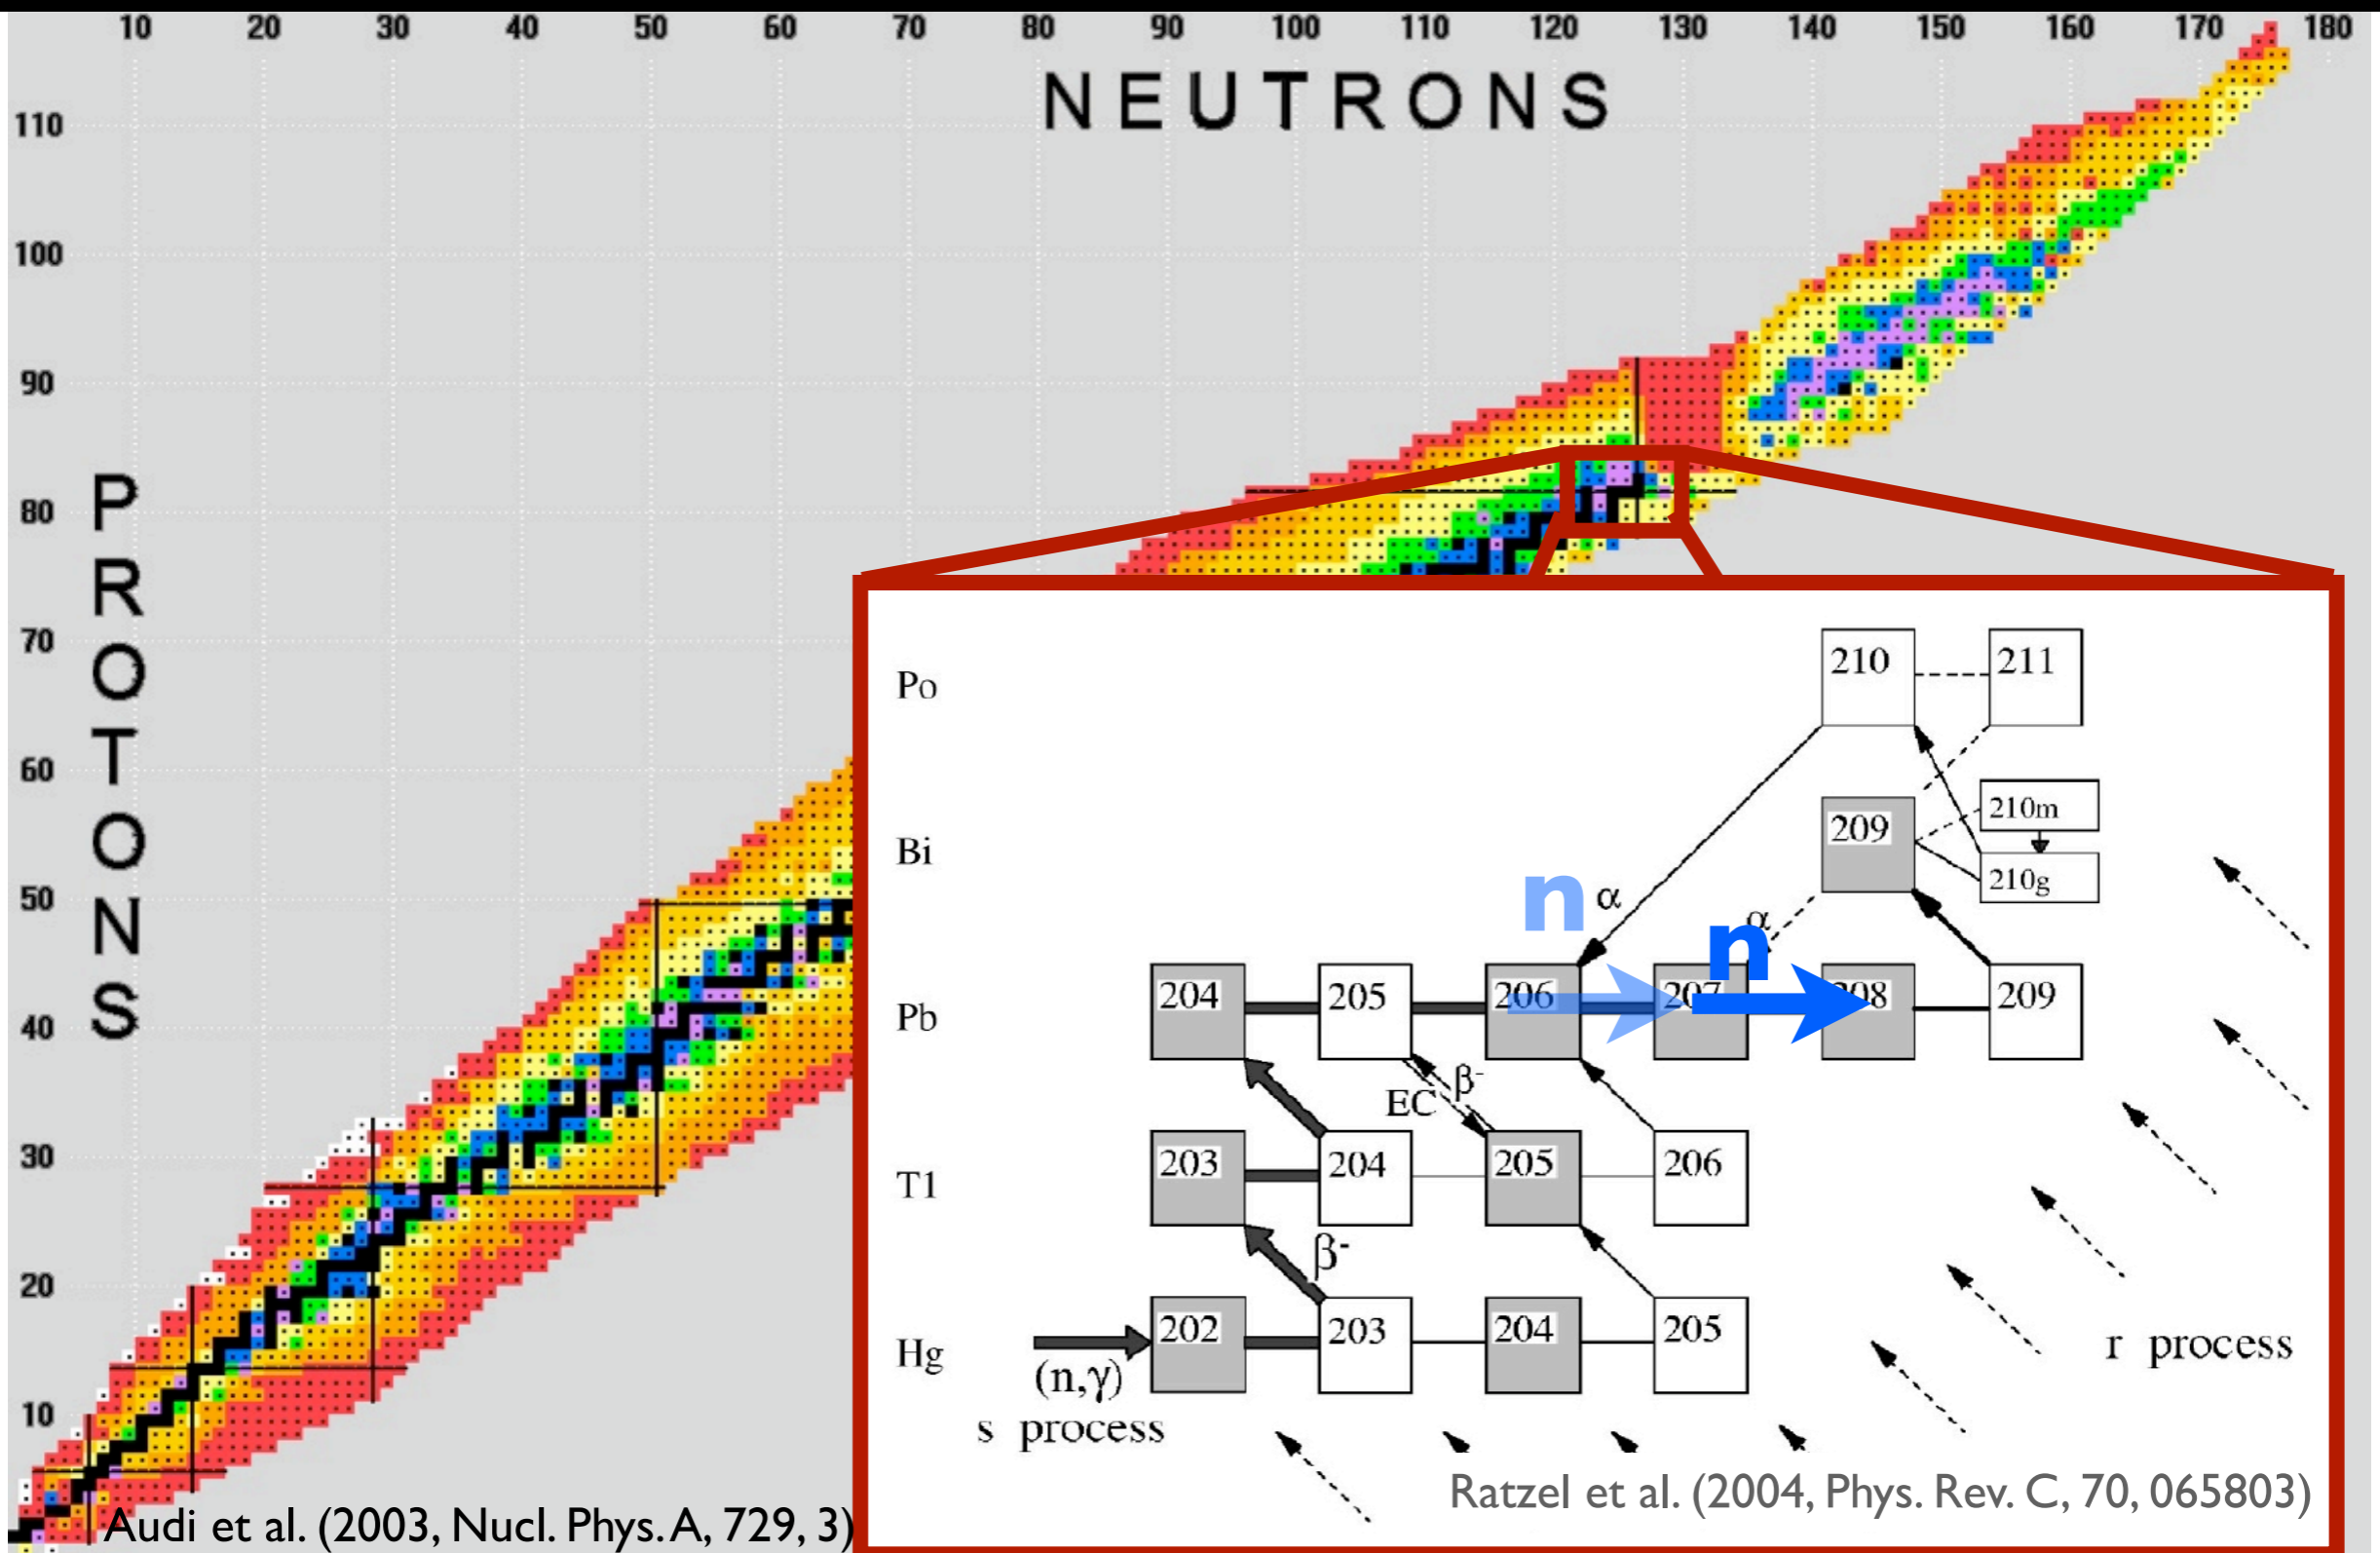 10 20 30 40 50 60 70 80 90 100 110 120 130 140 150 160 170 180
NEUTRONS
110
100
90
80
70
60
50
40
30
20
10
PROTONS
Po
210 211
Bi
209
210m
210g
n α
α
n
Pb
204 205 206 207 208 209
EC β-
Tl
203 204 205 206
β-
Hg
202 203 204 205
(n,γ)
s process
r process
Ratzel et al. (2004, Phys. Rev. C, 70, 065803)
Audi et al. (2003, Nucl. Phys. A, 729, 3)